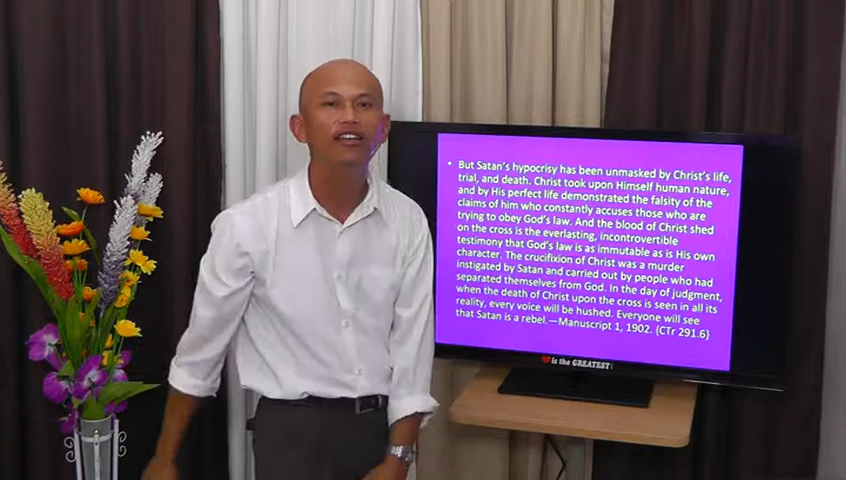 • But Satan's hypocrisy has been unmasked by Christ's life,
trial, and death. Christ took upon Himself human nature,
and by His perfect life demonstrated the falsity of the
claims of him who constantly accuses those who are
trying to obey God's law. And the blood of Christ shed
on the cross is the everlasting, incontrovertible
testimony that God's law is as immutable as is His own
character. The crucifixion of Christ was a murder
instigated by Satan and carried out by people who had
separated themselves from God. In the day of judgment,
when the death of Christ upon the cross is seen in all its
reality, every voice will be hushed. Everyone will see
that Satan is a rebel.—Manuscript 1, 1902. {CTr 291.6}
is the GREATEST!